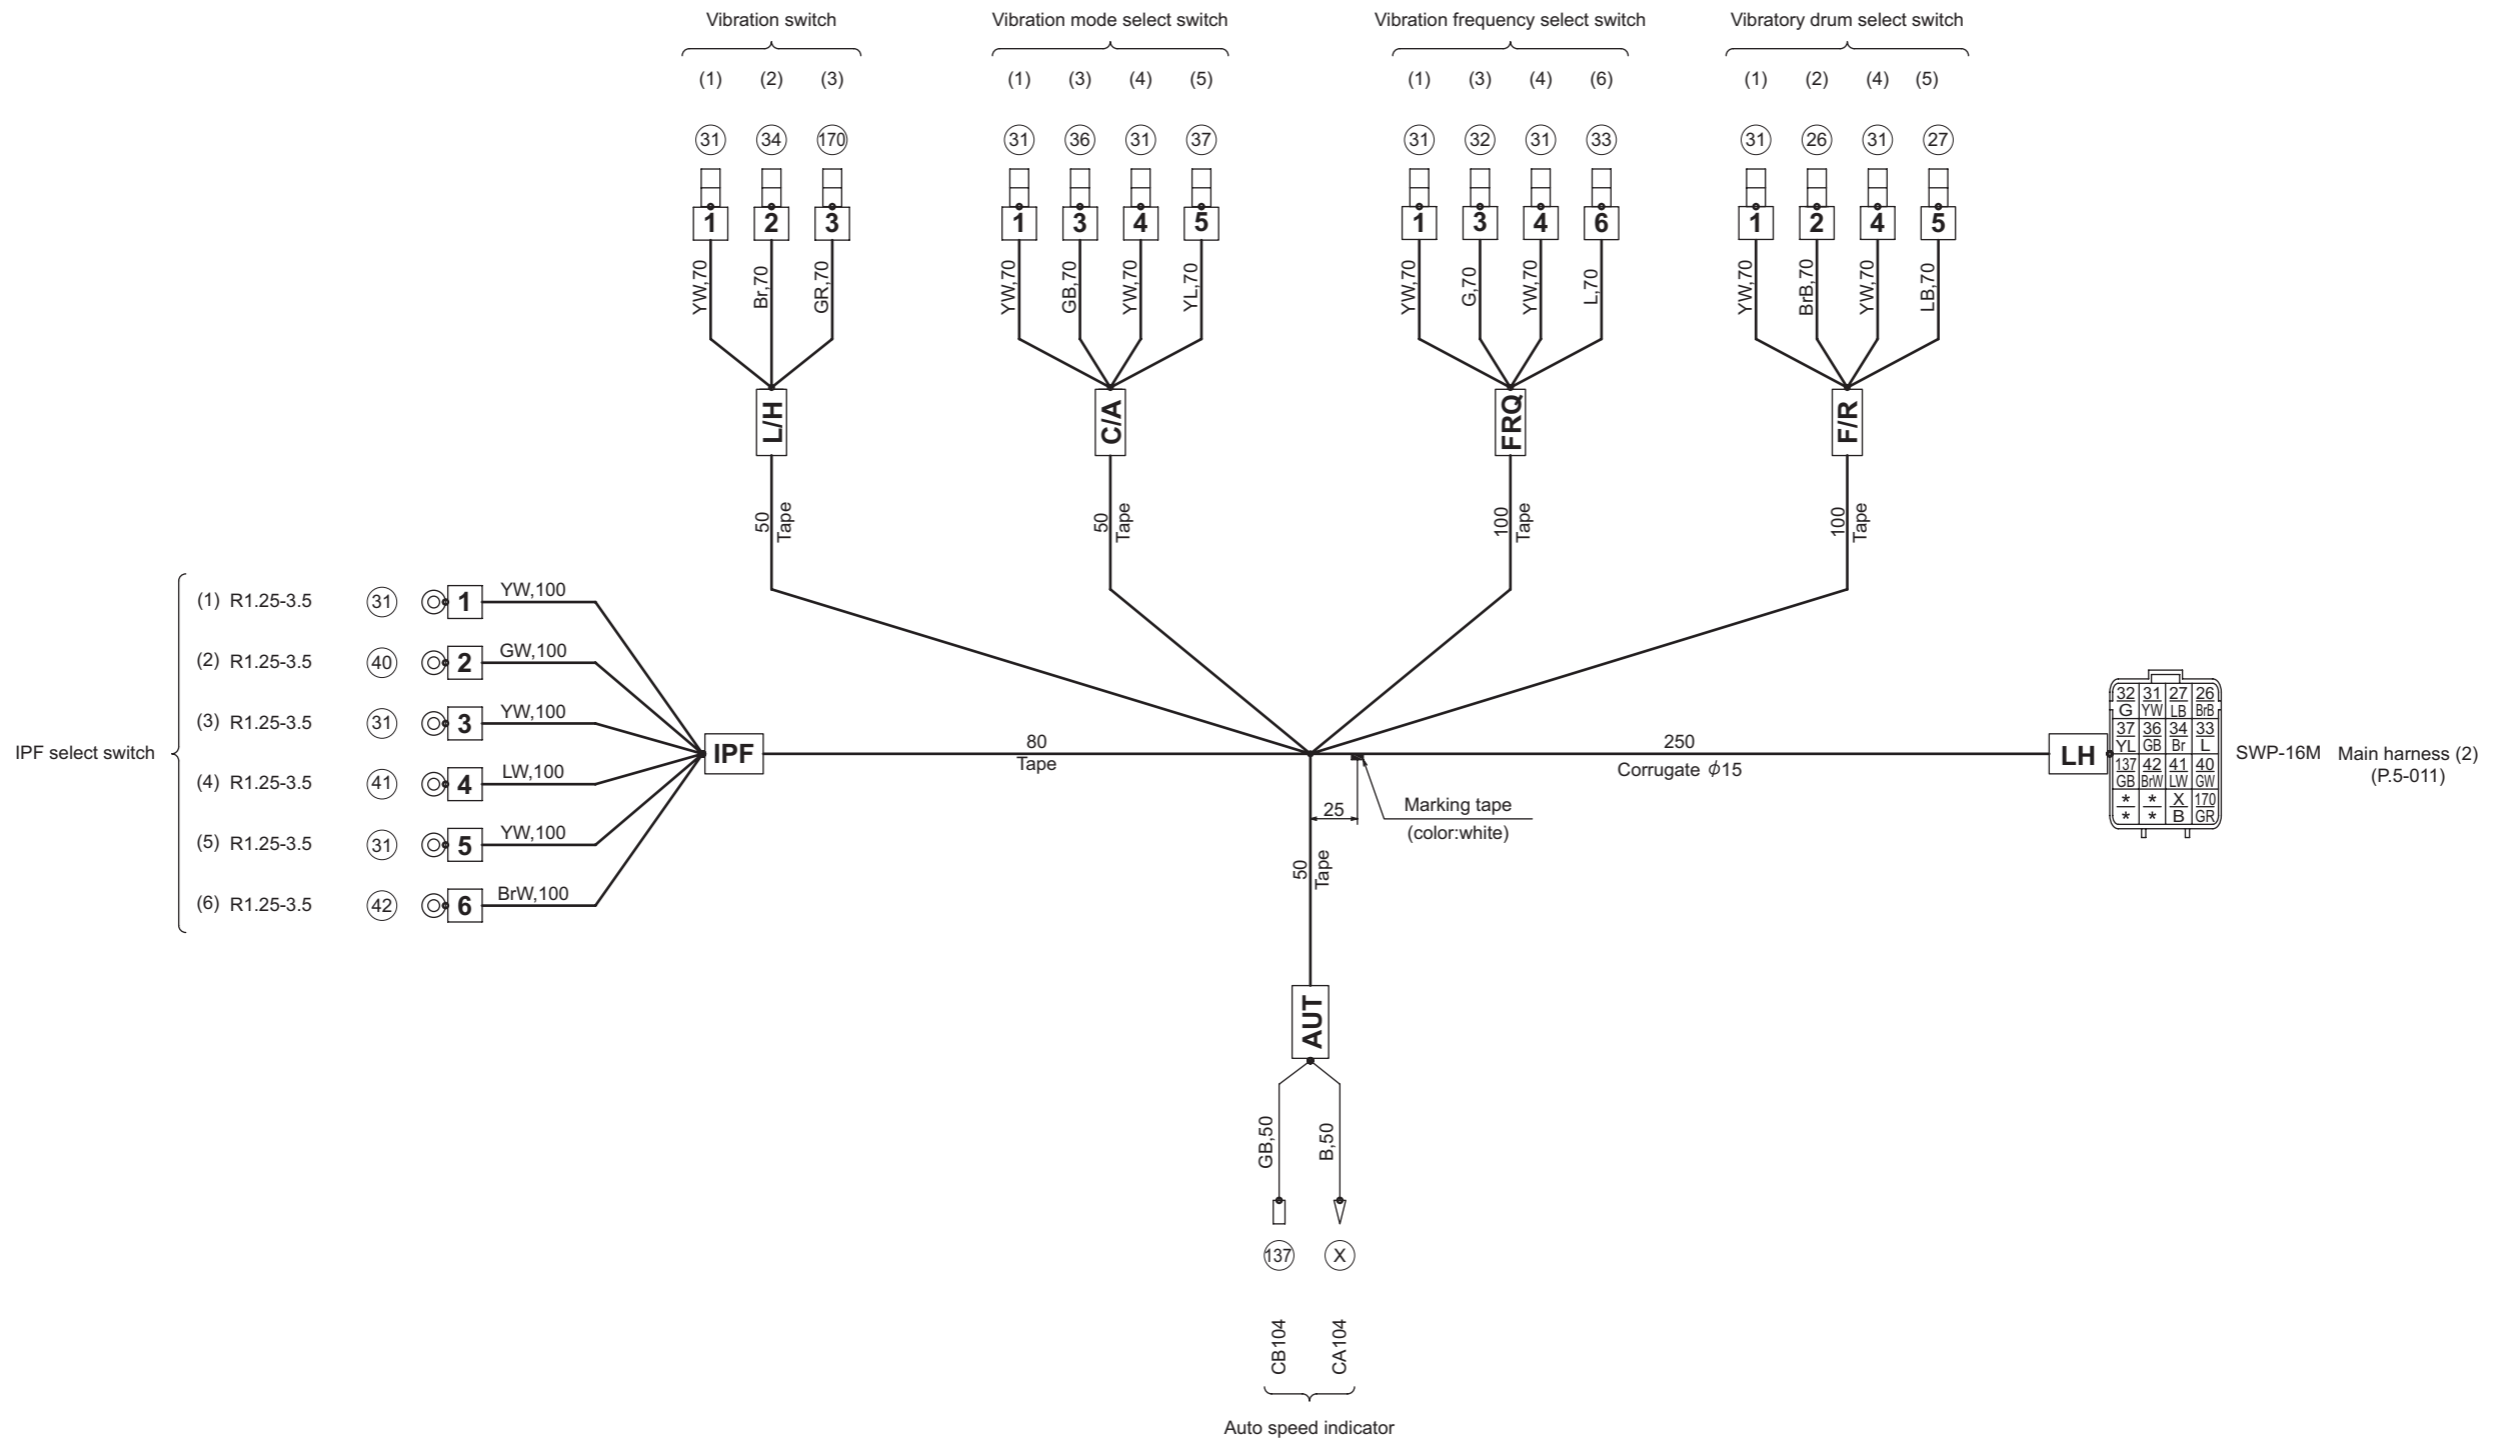 Vibration switch
Vibration mode select switch
Vibration frequency select switch
Vibratory drum select switch
(1) (2) (3)
(1) (3) (4) (5)
(1) (3) (4) (6)
(1) (2) (4) (5)
31 34 170
31 36 31 37
31 32 31 33
31 26 31 27
1 2 3
1 3 4 5
1 3 4 6
1 2 4 5
YW,70 Br,70 GR,70
YW,70 GB,70 YW,70 YL,70
YW,70 G,70 YW,70 L,70
YW,70 BrB,70 YW,70 LB,70
L/H
C/A
FRQ
F/R
50 Tape
50 Tape
100 Tape
100 Tape
IPF select switch
(1) R1.25-3.5 31 1 YW,100
(2) R1.25-3.5 40 2 GW,100
(3) R1.25-3.5 31 3 YW,100
(4) R1.25-3.5 41 4 LW,100
(5) R1.25-3.5 31 5 YW,100
(6) R1.25-3.5 42 6 BrW,100
IPF
80
Tape
250
Corrugate ϕ15
25
Marking tape
(color:white)
LH
32 31 27 26
G YW LB BrB
37 36 34 33
YL GB Br L
137 42 41 40
GB BrW LW GW
* * X 170
* * B GR
SWP-16M
Main harness (2)
(P.5-011)
50 Tape
AUT
GB,50 B,50
137 X
CB104 CA104
Auto speed indicator